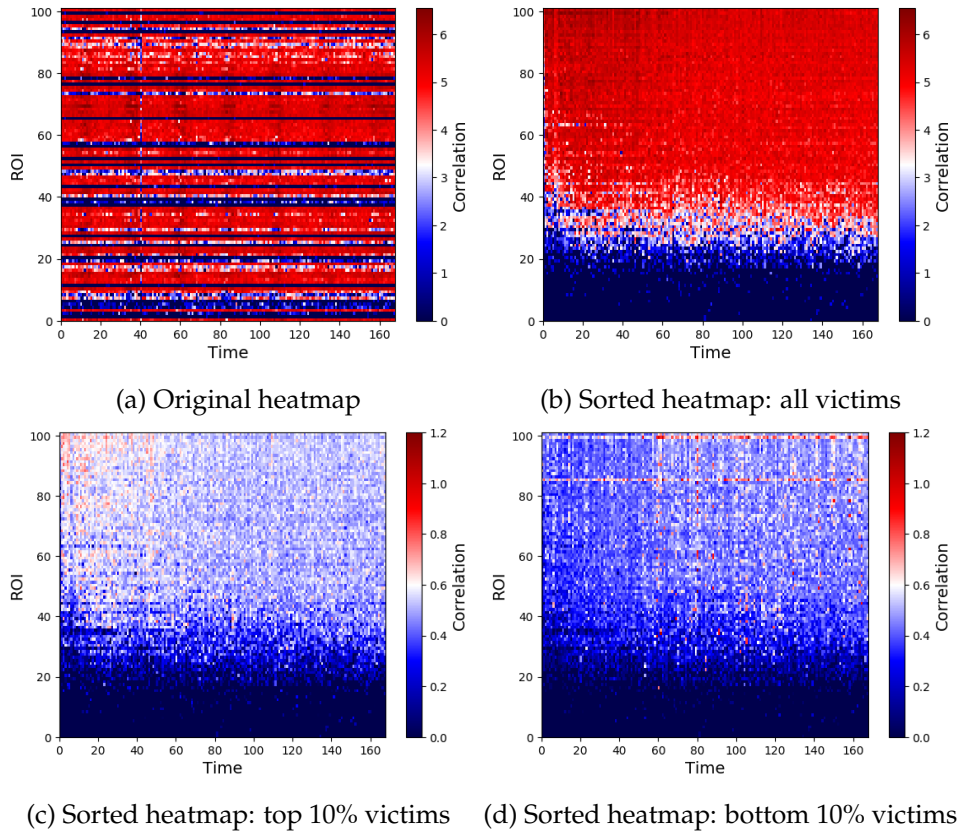 100
80
60
40
20
0
ROI
0 20 40 60 80 100 120 140 160
Time
6
5
4
3
2
1
0
Correlation
(a) Original heatmap
100
80
60
40
20
0
ROI
0 20 40 60 80 100 120 140 160
Time
6
5
4
3
2
1
0
Correlation
(b) Sorted heatmap: all victims
100
80
60
40
20
0
ROI
0 20 40 60 80 100 120 140 160
Time
1.2
1.0
0.8
0.6
0.4
0.2
0.0
Correlation
(c) Sorted heatmap: top 10% victims
100
80
60
40
20
0
ROI
0 20 40 60 80 100 120 140 160
Time
1.2
1.0
0.8
0.6
0.4
0.2
0.0
Correlation
(d) Sorted heatmap: bottom 10% victims